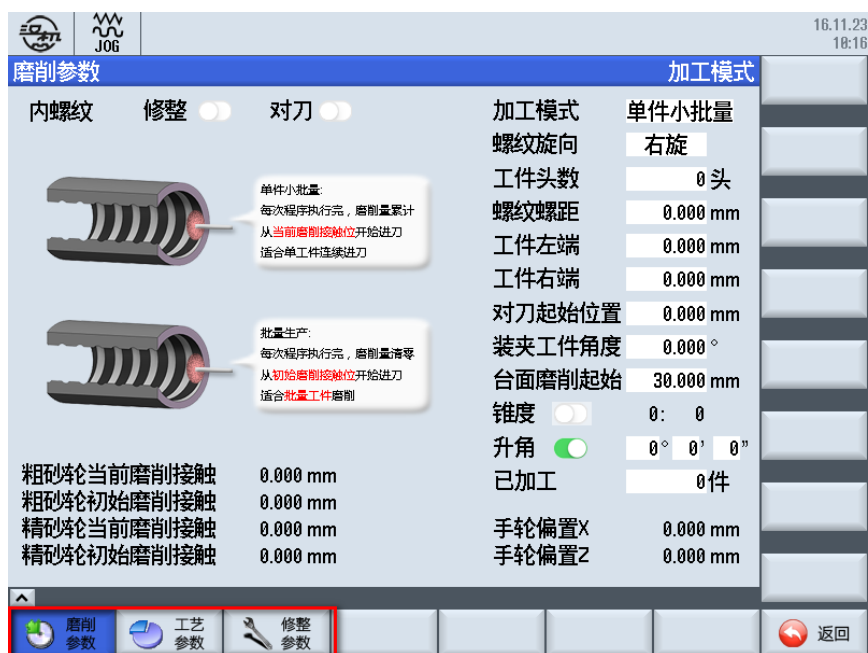 汉机
JOG
16.11.23
10:16
磨削参数
加工模式
内螺纹 修整 对刀
单件小批量:
每次程序执行完，磨削量累计
从当前磨削接触位开始进刀
适合单工件连续进刀
批量生产:
每次程序执行完，磨削量清零
从初始磨削接触位开始进刀
适合批量工件磨削
粗砂轮当前磨削接触 0.000 mm
粗砂轮初始磨削接触 0.000 mm
精砂轮当前磨削接触 0.000 mm
精砂轮初始磨削接触 0.000 mm
加工模式 单件小批量
螺纹旋向 右旋
工件头数 0 头
螺纹螺距 0.000 mm
工件左端 0.000 mm
工件右端 0.000 mm
对刀起始位置 0.000 mm
装夹工件角度 0.000 °
台面磨削起始 30.000 mm
锥度 0: 0
升角 0° 0' 0"
已加工 0件
手轮偏置X 0.000 mm
手轮偏置Z 0.000 mm
磨削
参数
工艺
参数
修整
参数
返回